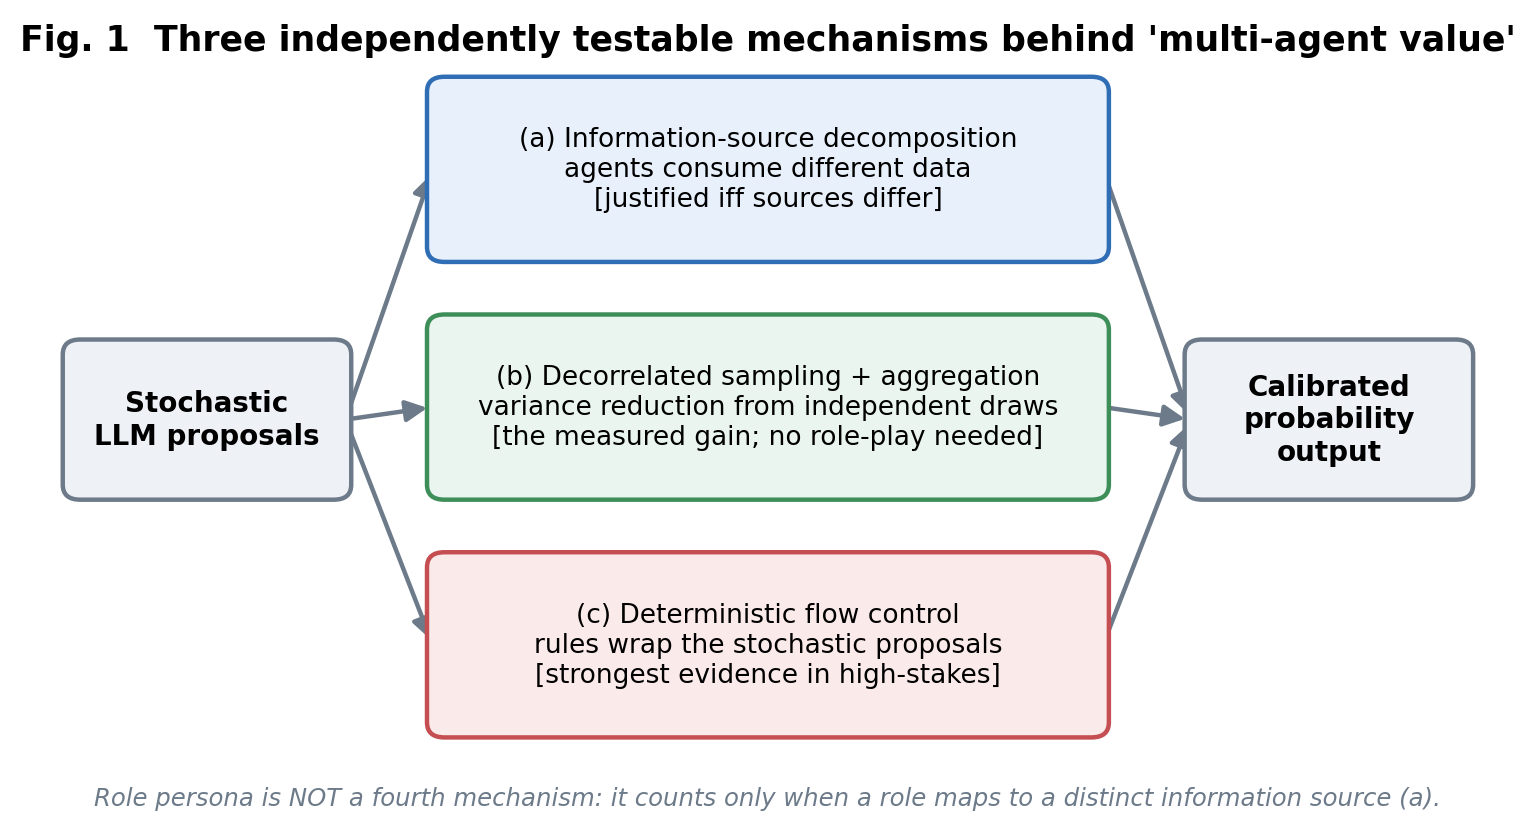 Fig. 1  Three independently testable mechanisms behind 'multi-agent value'
(a) Information-source decomposition
agents consume different data
[justified iff sources differ]
Stochastic
LLM proposals
(b) Decorrelated sampling + aggregation
variance reduction from independent draws
[the measured gain; no role-play needed]
Calibrated
probability
output
(c) Deterministic flow control
rules wrap the stochastic proposals
[strongest evidence in high-stakes]
Role persona is NOT a fourth mechanism: it counts only when a role maps to a distinct information source (a).